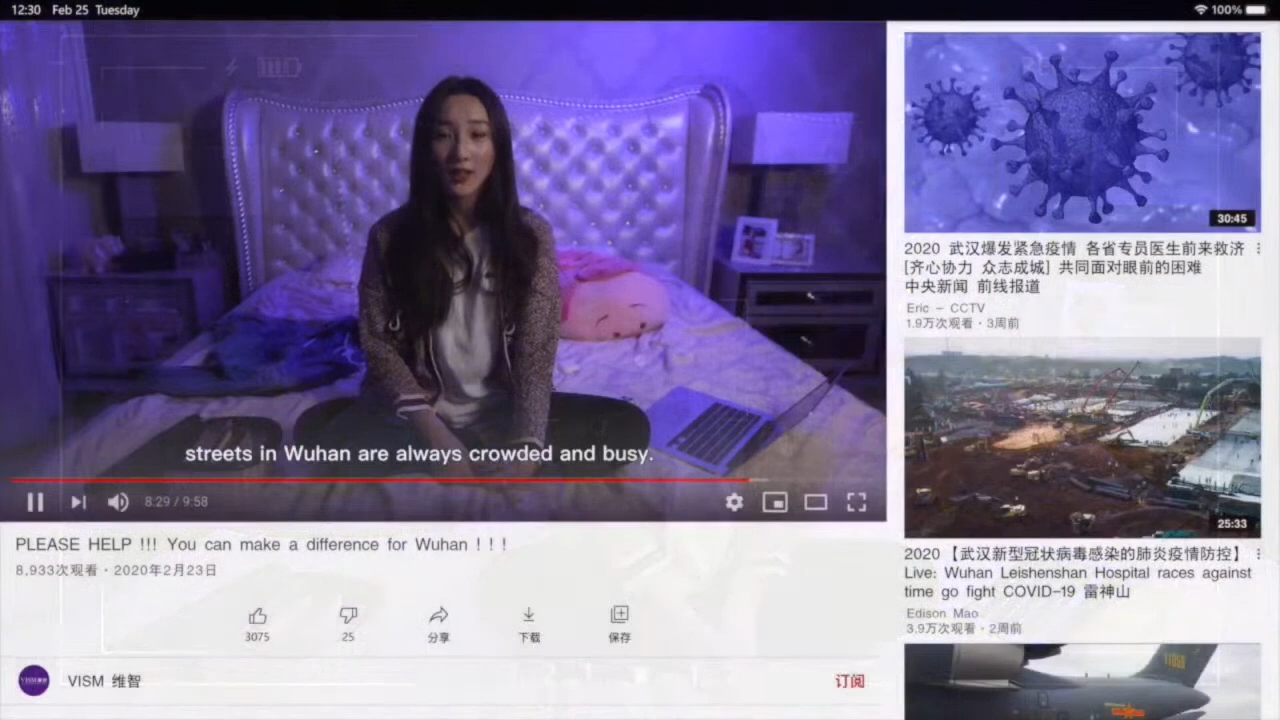 12:30 Feb 25 Tuesday
100%
streets in Wuhan are always crowded and busy.
8:29 / 9:58
PLEASE HELP !!! You can make a difference for Wuhan ! ! !
8,933次观看 · 2020年2月23日
3075
25
分享
下载
保存
VISM 维智
订阅
30:45
2020 武汉爆发紧急疫情 各省专员医生前来救济
[齐心协力 众志成城] 共同面对眼前的困难
中央新闻 前线报道
Eric – CCTV
1.9万次观看 · 3周前
25:33
2020 【武汉新型冠状病毒感染的肺炎疫情防控】
Live: Wuhan Leishenshan Hospital races against
time go fight COVID-19 雷神山
Edison Mao
3.9万次观看 · 2周前